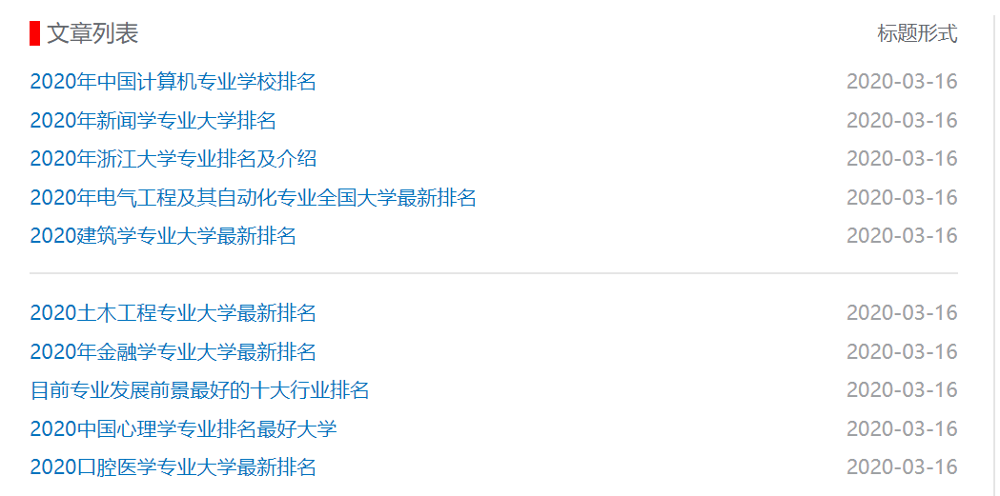 文章列表 标题形式
2020年中国计算机专业学校排名 2020-03-16
2020年新闻学专业大学排名 2020-03-16
2020年浙江大学专业排名及介绍 2020-03-16
2020年电气工程及其自动化专业全国大学最新排名 2020-03-16
2020建筑学专业大学最新排名 2020-03-16
2020土木工程专业大学最新排名 2020-03-16
2020年金融学专业大学最新排名 2020-03-16
目前专业发展前景最好的十大行业排名 2020-03-16
2020中国心理学专业排名最好大学 2020-03-16
2020口腔医学专业大学最新排名 2020-03-16